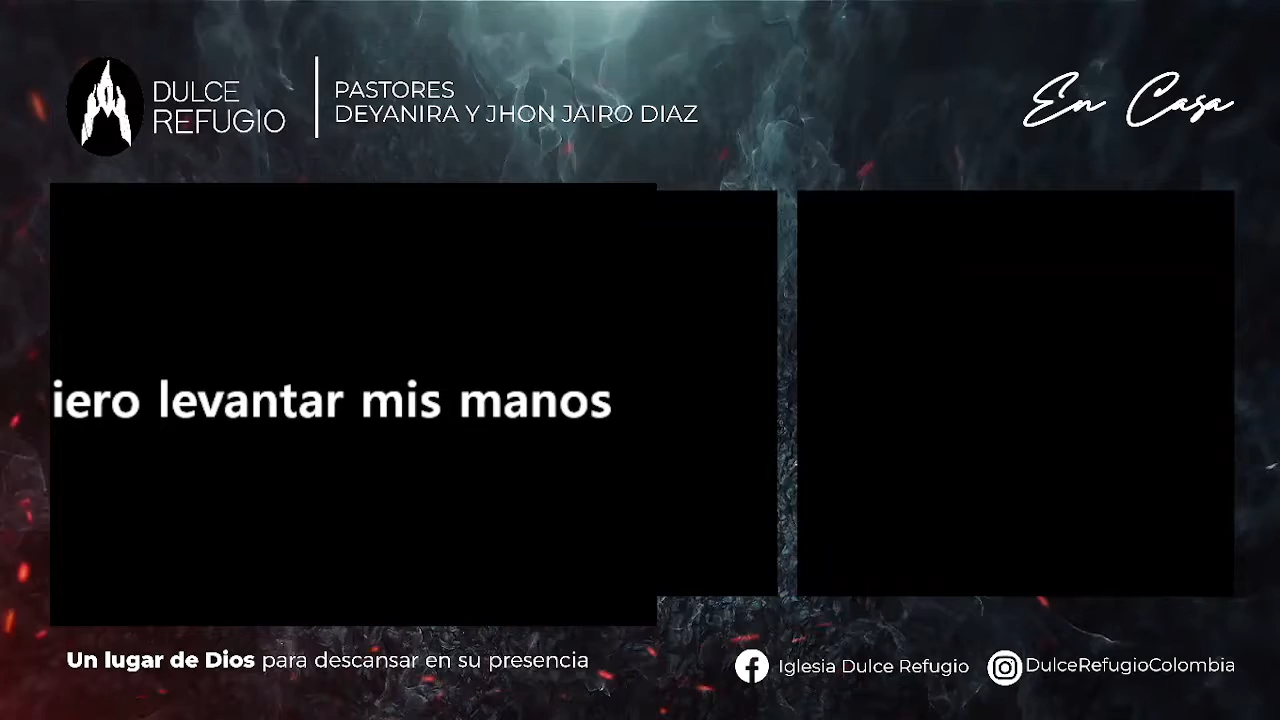 DULCE
REFUGIO
PASTORES
DEYANIRA Y JHON JAIRO DIAZ
En Casa
iero levantar mis manos
Un lugar de Dios para descansar en su presencia
Iglesia Dulce Refugio
DulceRefugioColombia